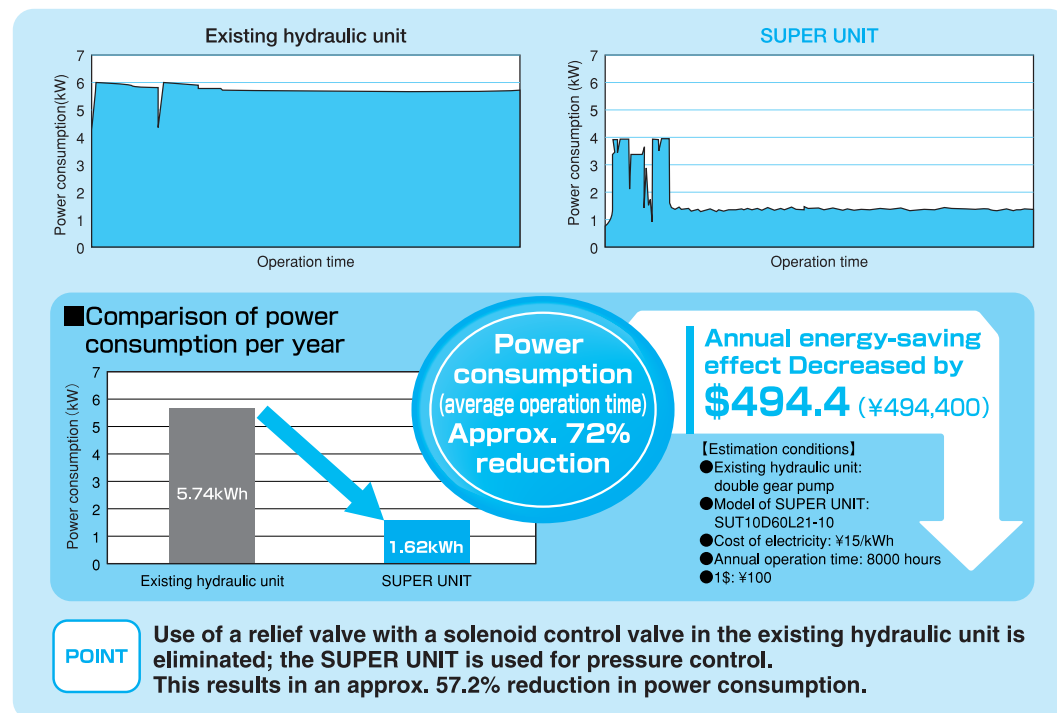 Existing hydraulic unit
7
6
5
4
3
2
1
0
Power consumption(kW)
Operation time
SUPER UNIT
7
6
5
4
3
2
1
0
Power consumption (kW)
Operation time
■Comparison of power
consumption per year
7
6
5
4
3
2
1
0
Power consumption (kW)
5.74kWh
1.62kWh
Existing hydraulic unit
SUPER UNIT
Power
consumption
(average operation time)
Approx. 72%
reduction
Annual energy-saving
effect Decreased by
$494.4 (¥494,400)
【Estimation conditions】
●Existing hydraulic unit:
double gear pump
●Model of SUPER UNIT:
SUT10D60L21-10
●Cost of electricity: ¥15/kWh
●Annual operation time: 8000 hours
●1$: ¥100
POINT
Use of a relief valve with a solenoid control valve in the existing hydraulic unit is
eliminated; the SUPER UNIT is used for pressure control.
This results in an approx. 57.2% reduction in power consumption.